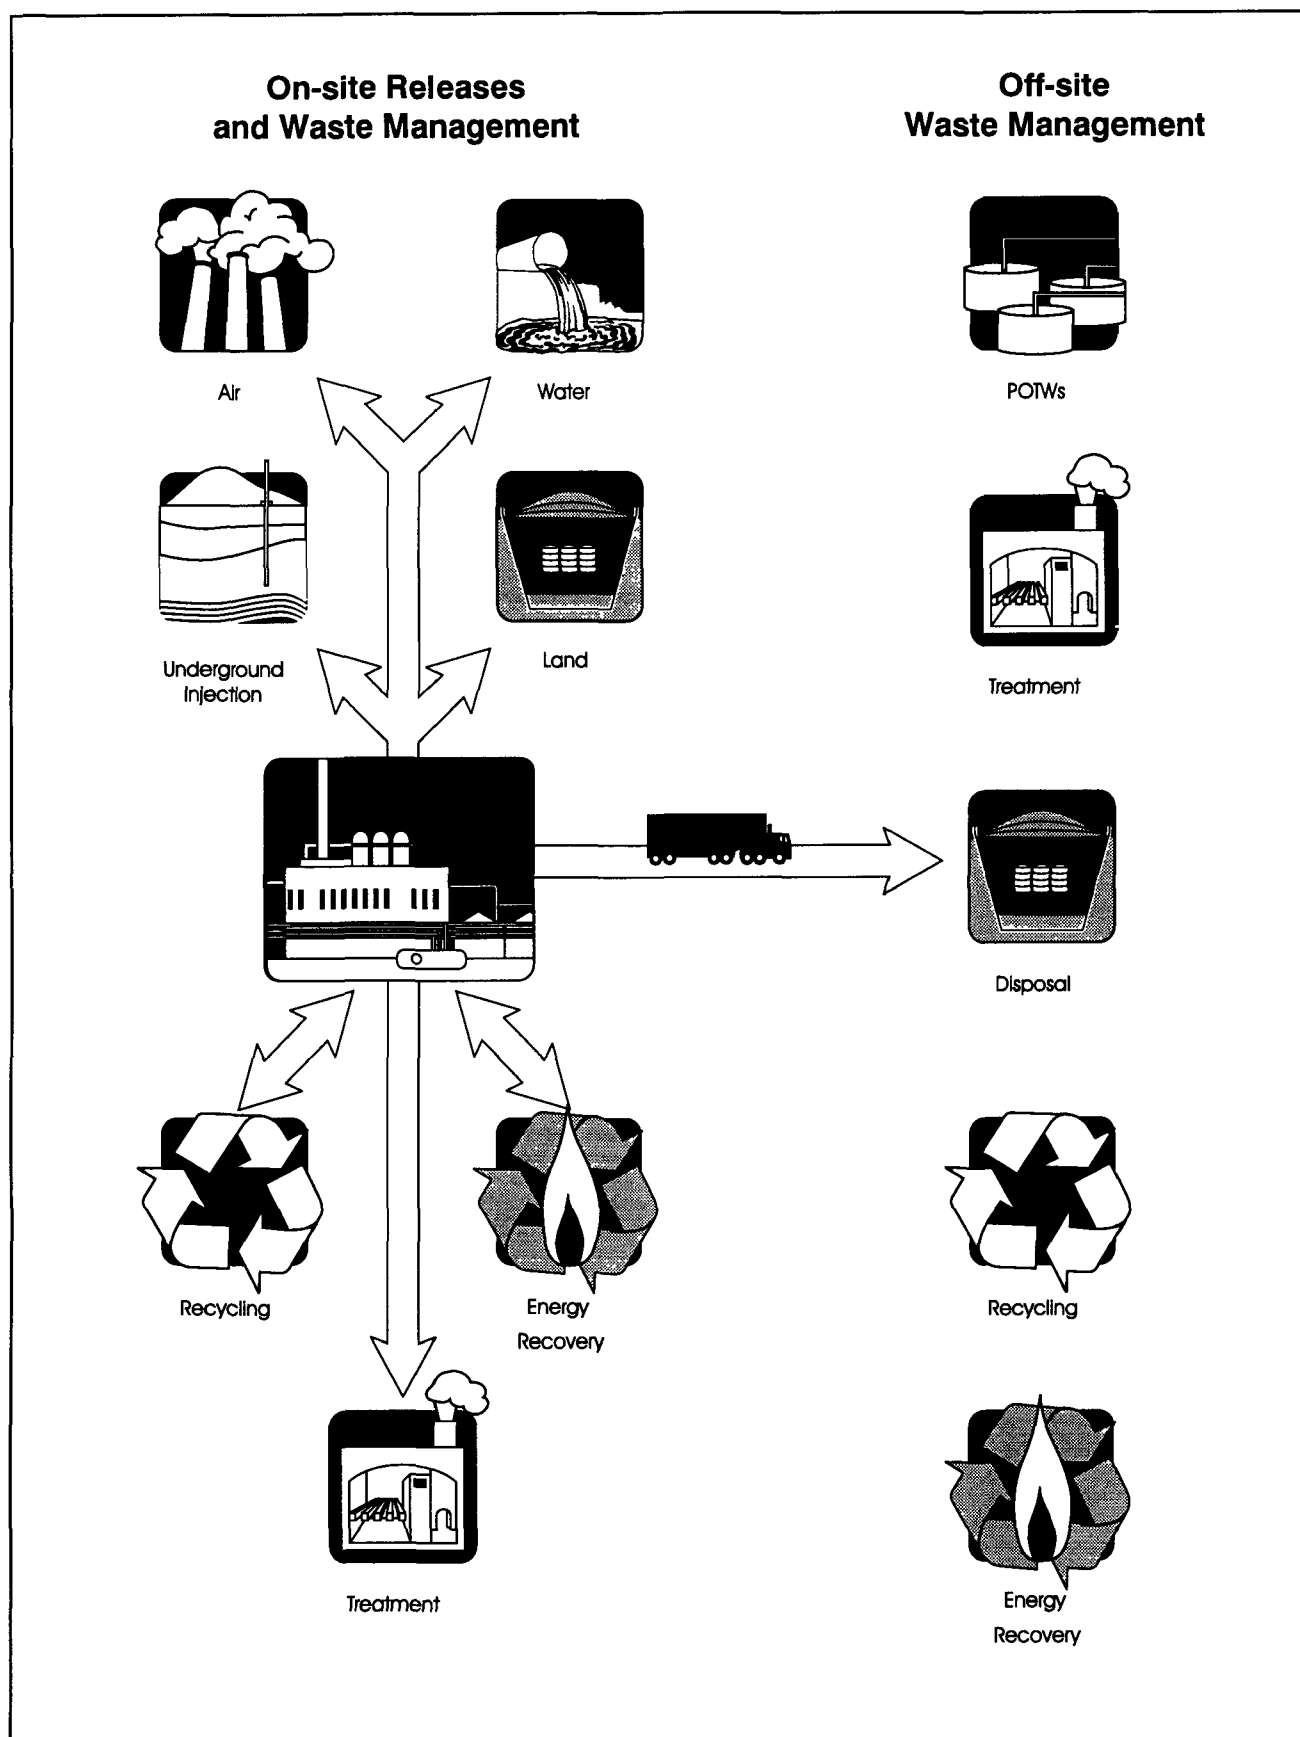 On-site Releases
and Waste Management
Off-site
Waste Management
Air
Water
POTWs
Underground
Injection
Land
Treatment
Disposal
Recycling
Energy
Recovery
Recycling
Treatment
Energy
Recovery